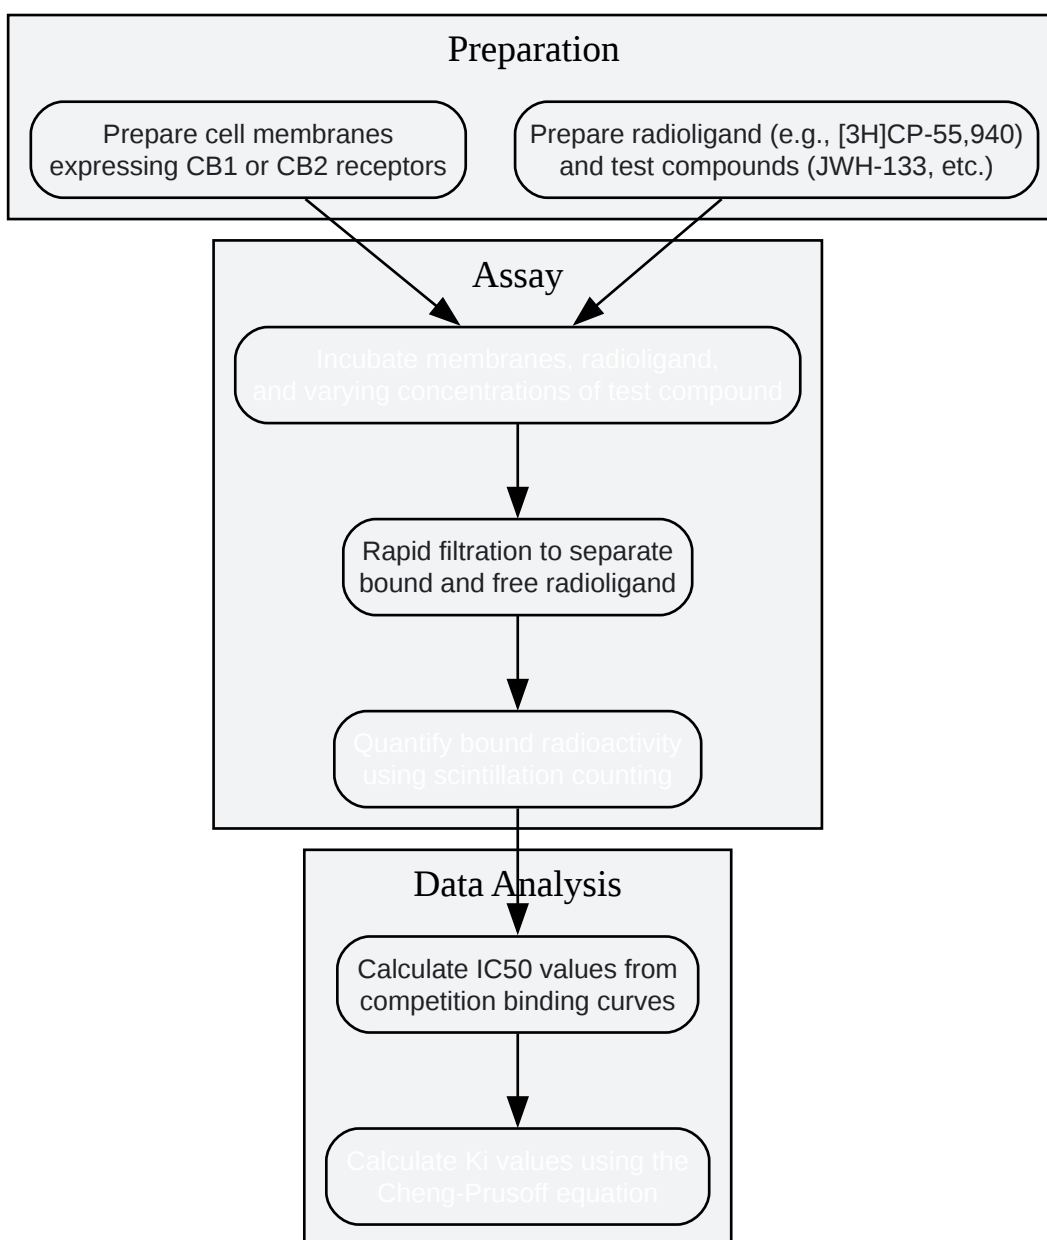 Preparation
Prepare cell membranes
expressing CB1 or CB2 receptors
Prepare radioligand (e.g., [3H]CP-55,940)
and test compounds (JWH-133, etc.)
Assay
Incubate membranes, radioligand,
and varying concentrations of test compound
Rapid filtration to separate
bound and free radioligand
Quantify bound radioactivity
using scintillation counting
Data Analysis
Calculate IC50 values from
competition binding curves
Calculate Ki values using the
Cheng-Prusoff equation